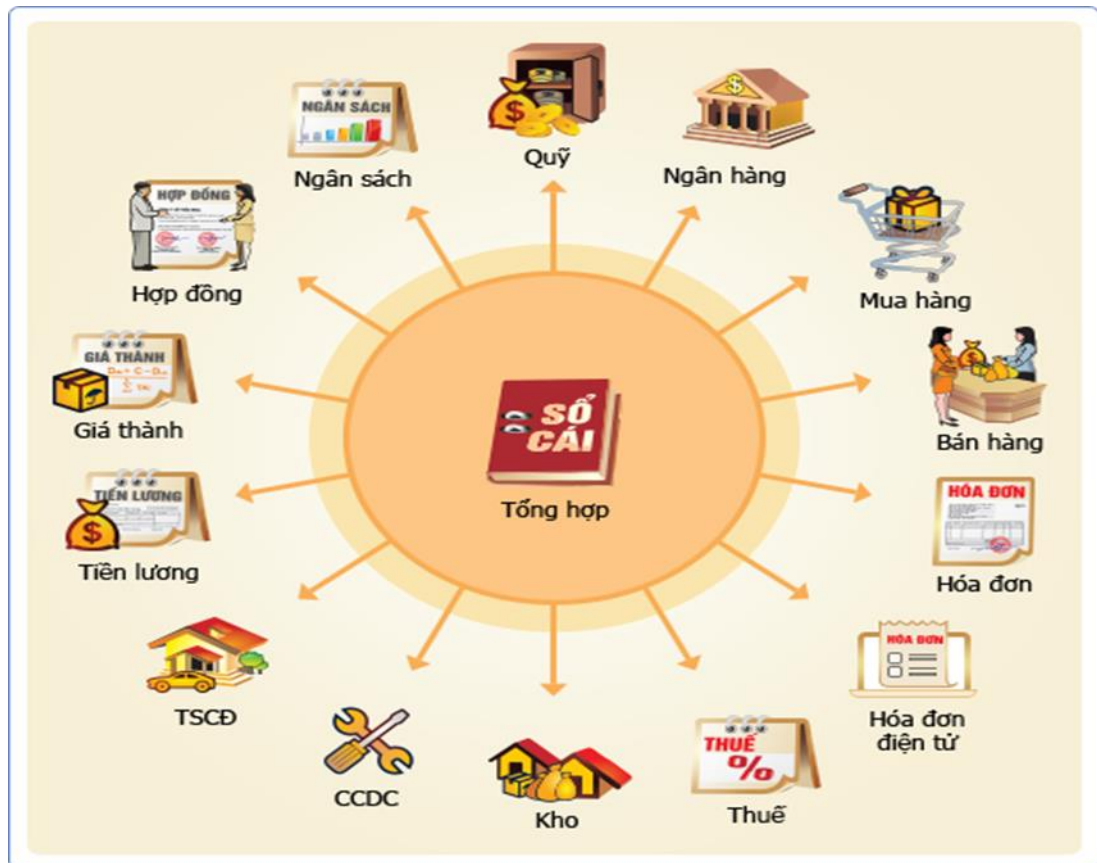 NGÂN SÁCH
Ngân sách
Quỹ
Ngân hàng
HỢP ĐỒNG
Hợp đồng
Mua hàng
GIÁ THÀNH
Giá thành
SỔ
CÁI
Tổng hợp
Bán hàng
TIỀN LƯƠNG
Tiền lương
HÓA ĐƠN
Hóa đơn
TSCĐ
HÓA ĐƠN
Hóa đơn
điện tử
CCDC
Kho
THUẾ
%
Thuế